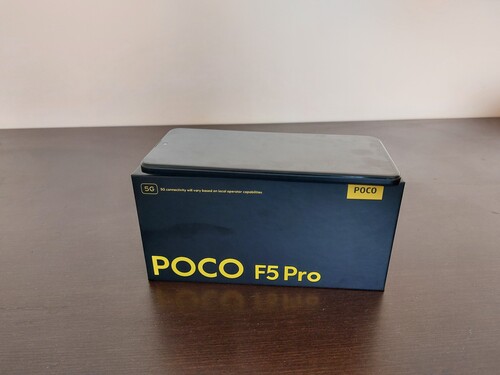 5G 5G connectivity will vary based on local operator capabilities
POCO
POCO F5 Pro